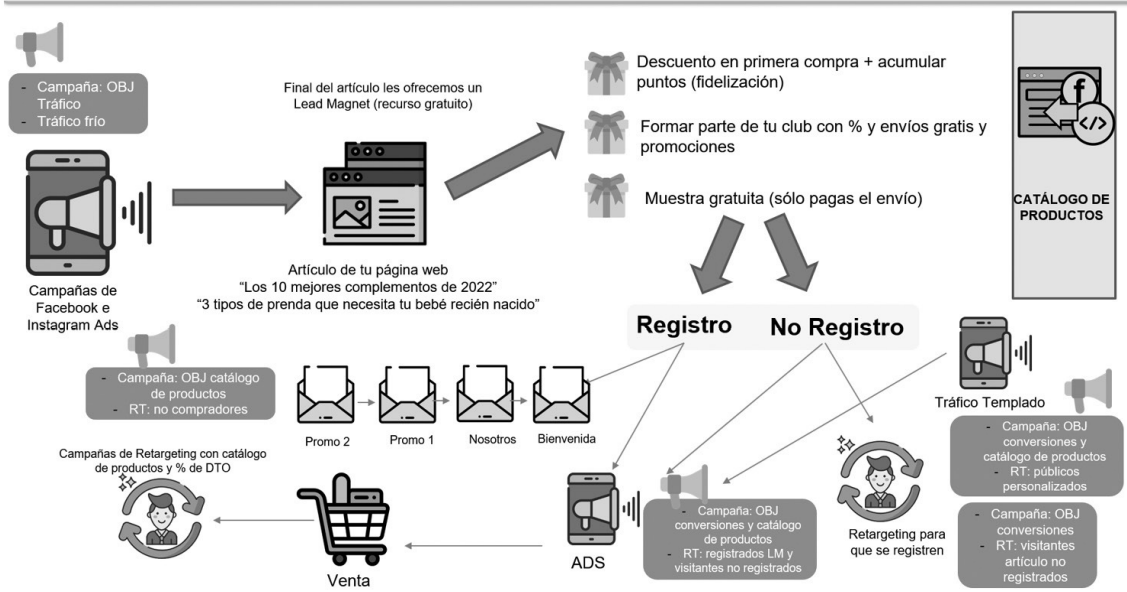 - Campaña: OBJ
Tráfico
- Tráfico frío
Campañas de
Facebook e
Instagram Ads
Final del artículo les ofrecemos un
Lead Magnet (recurso gratuito)
Artículo de tu página web
“Los 10 mejores complementos de 2022”
“3 tipos de prenda que necesita tu bebé recién nacido”
Descuento en primera compra + acumular
puntos (fidelización)
Formar parte de tu club con % y envíos gratis y
promociones
Muestra gratuita (sólo pagas el envío)
f
</>
CATÁLOGO DE
PRODUCTOS
Registro
No Registro
- Campaña: OBJ catálogo
de productos
- RT: no compradores
Promo 2
Promo 1
Nosotros
Bienvenida
Tráfico Templado
- Campaña: OBJ
conversiones y
catálogo de productos
- RT: públicos
personalizados
Campañas de Retargeting con catálogo
de productos y % de DTO
Venta
ADS
- Campaña: OBJ
conversiones y catálogo
de productos
- RT: registrados LM y
visitantes no registrados
Retargeting para
que se registren
- Campaña: OBJ
conversiones
- RT: visitantes
artículo no
registrados